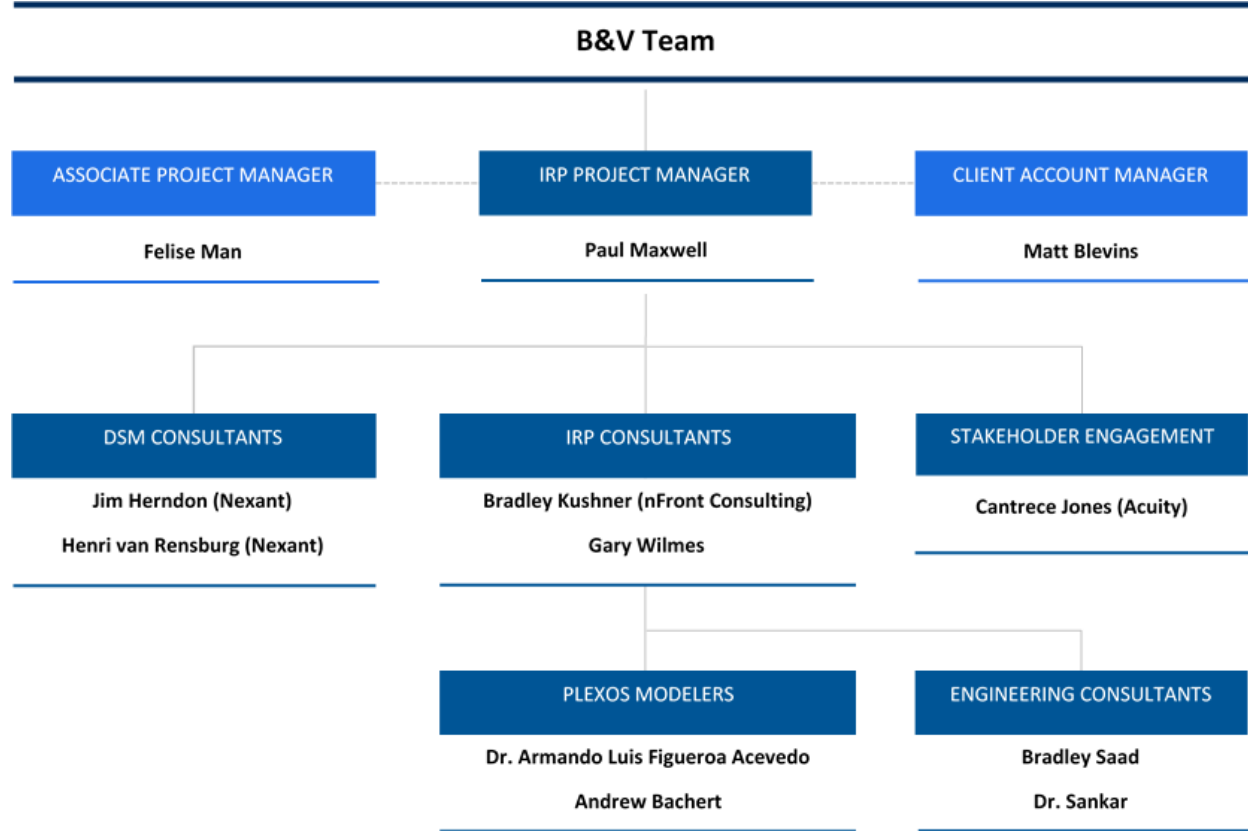 B&V Team
ASSOCIATE PROJECT MANAGER
IRP PROJECT MANAGER
CLIENT ACCOUNT MANAGER
Felise Man
Paul Maxwell
Matt Blevins
DSM CONSULTANTS
IRP CONSULTANTS
STAKEHOLDER ENGAGEMENT
Jim Herndon (Nexant)
Henri van Rensburg (Nexant)
Bradley Kushner (nFront Consulting)
Gary Wilmes
Cantrece Jones (Acuity)
PLEXOS MODELERS
ENGINEERING CONSULTANTS
Dr. Armando Luis Figueroa Acevedo
Andrew Bachert
Bradley Saad
Dr. Sankar